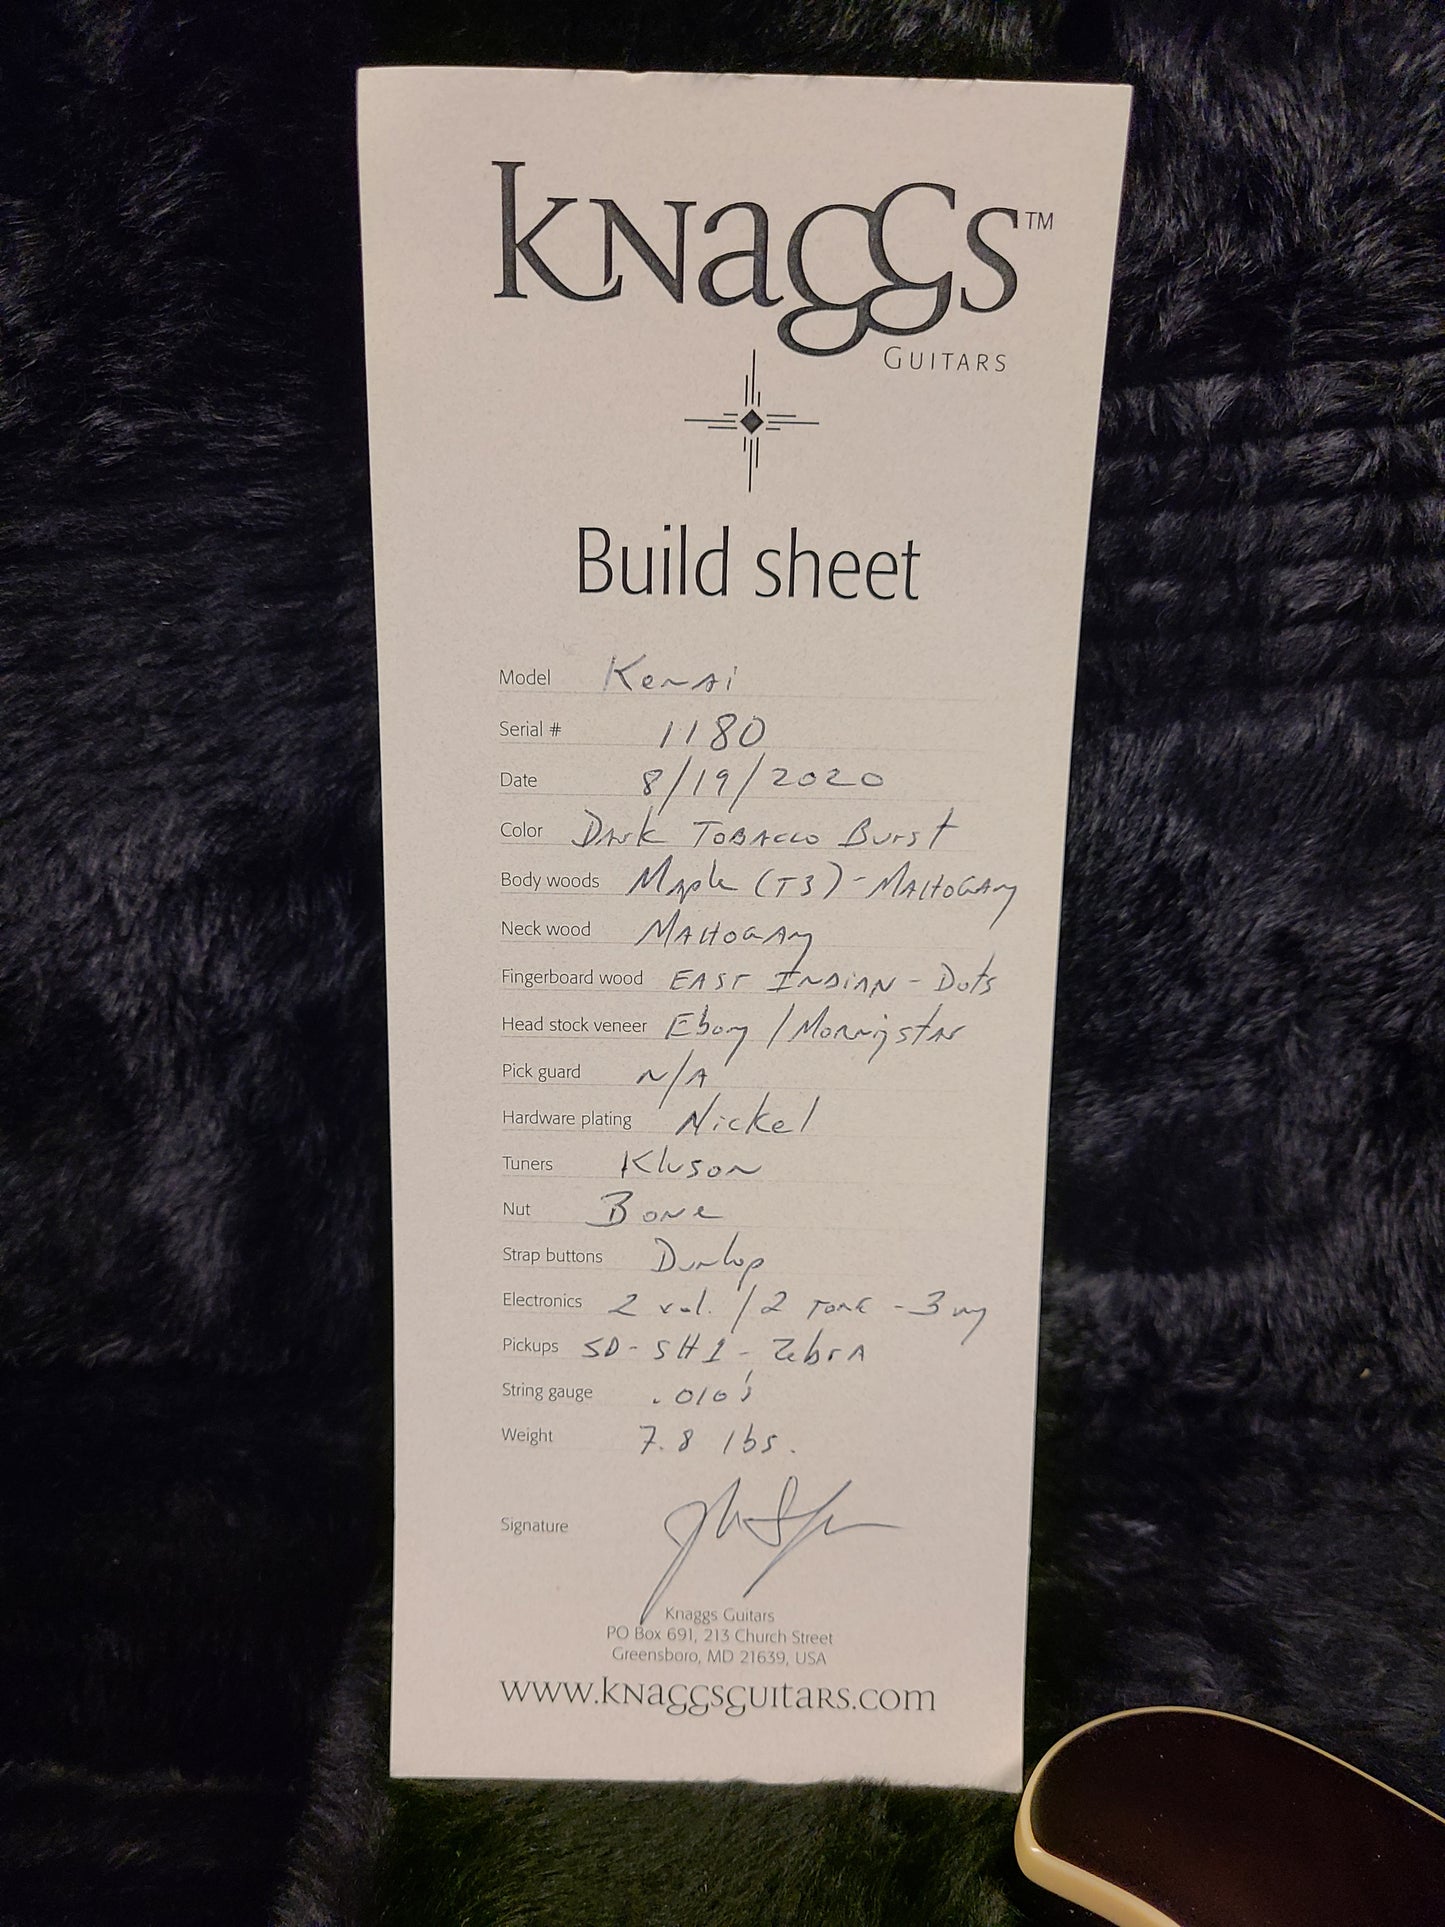 KNAGGS™
GUITARS
Build sheet
Model Kenai
Serial # 1180
Date 8/19/2020
Color Dark Tobacco Burst
Body woods Maple (T3) - Mahogany
Neck wood Mahogany
Fingerboard wood East Indian - Dots
Head stock veneer Ebony / Morningstar
Pick guard N/A
Hardware plating Nickel
Tuners Kluson
Nut Bone
Strap buttons Dunlop
Electronics 2 vol. / 2 Tone - 3 way
Pickups SD - SH1 - Zebra
String gauge .010's
Weight 7.8 lbs.
Signature
Knaggs Guitars
PO Box 691, 213 Church Street
Greensboro, MD 21639, USA
www.knaggsguitars.com